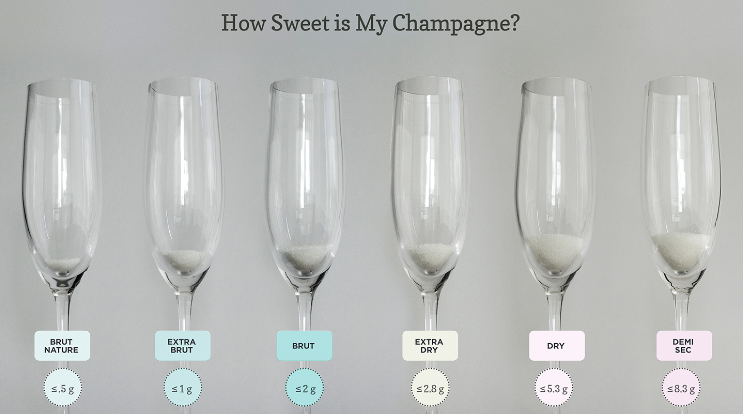 How Sweet is My Champagne?
BRUT
NATURE
EXTRA
BRUT
BRUT
EXTRA
DRY
DRY
DEMI
SEC
≤ .5 g
≤ 1 g
≤ 2 g
≤ 2.8 g
≤ 5.3 g
≤ 8.3 g